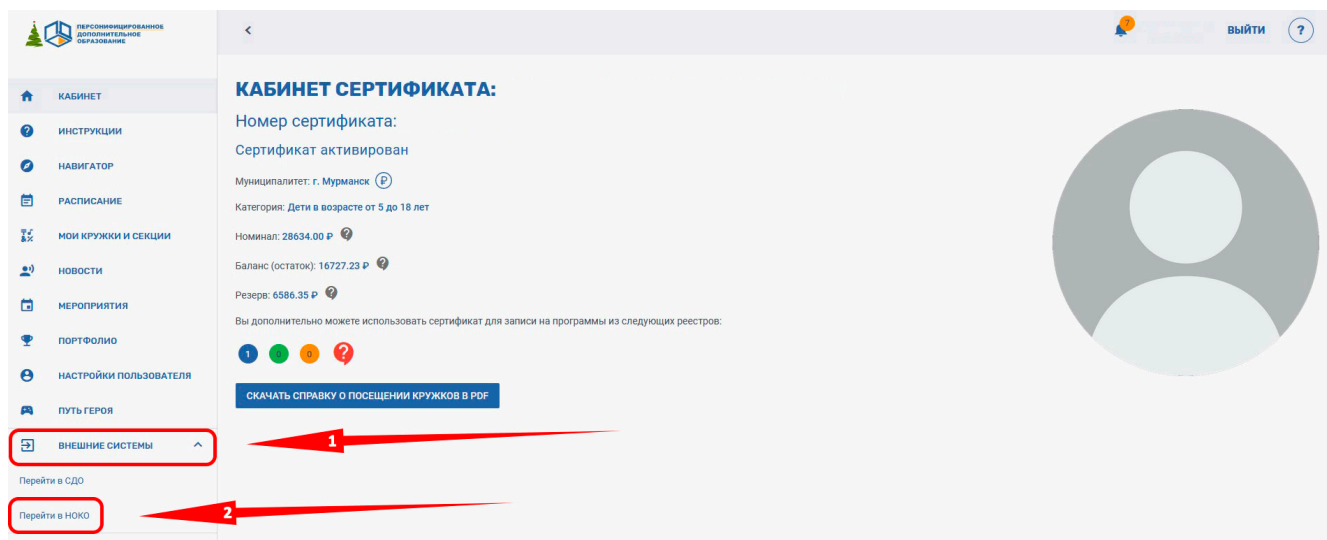 ПЕРСОНИФИЦИРОВАННОЕ
ДОПОЛНИТЕЛЬНОЕ
ОБРАЗОВАНИЕ
7
ВЫЙТИ
?
КАБИНЕТ
ИНСТРУКЦИИ
НАВИГАТОР
РАСПИСАНИЕ
МОИ КРУЖКИ И СЕКЦИИ
НОВОСТИ
МЕРОПРИЯТИЯ
ПОРТФОЛИО
НАСТРОЙКИ ПОЛЬЗОВАТЕЛЯ
ПУТЬ ГЕРОЯ
ВНЕШНИЕ СИСТЕМЫ
Перейти в СДО
Перейти в НОКО
КАБИНЕТ СЕРТИФИКАТА:
Номер сертификата:
Сертификат активирован
Муниципалитет: г. Мурманск ₽
Категория: Дети в возрасте от 5 до 18 лет
Номинал: 28634.00 ₽ ?
Баланс (остаток): 16727.23 ₽ ?
Резерв: 6586.35 ₽ ?
Вы дополнительно можете использовать сертификат для записи на программы из следующих реестров:
1 0 0 ?
СКАЧАТЬ СПРАВКУ О ПОСЕЩЕНИИ КРУЖКОВ В PDF
1
2